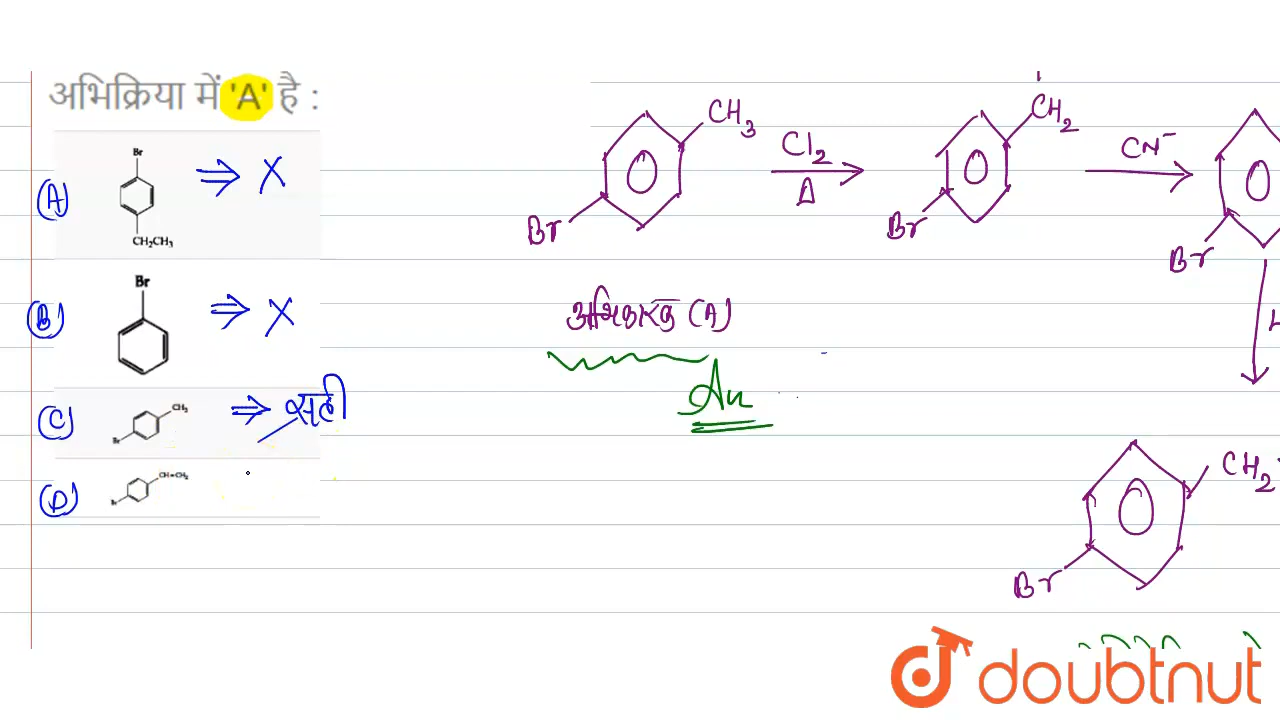 अभिक्रिया में 'A' है :
(A)
Br
CH₂CH₃
⇒ X
(B)
Br
⇒ X
(C)
CH₃
Br
⇒ सही
(D)
CH=CH₂
Br
CH₃
Br
Cl₂
Δ
CH₂
Br
CN⁻
Br
अभिकारक (A)
CH₂
Br
doubtnut